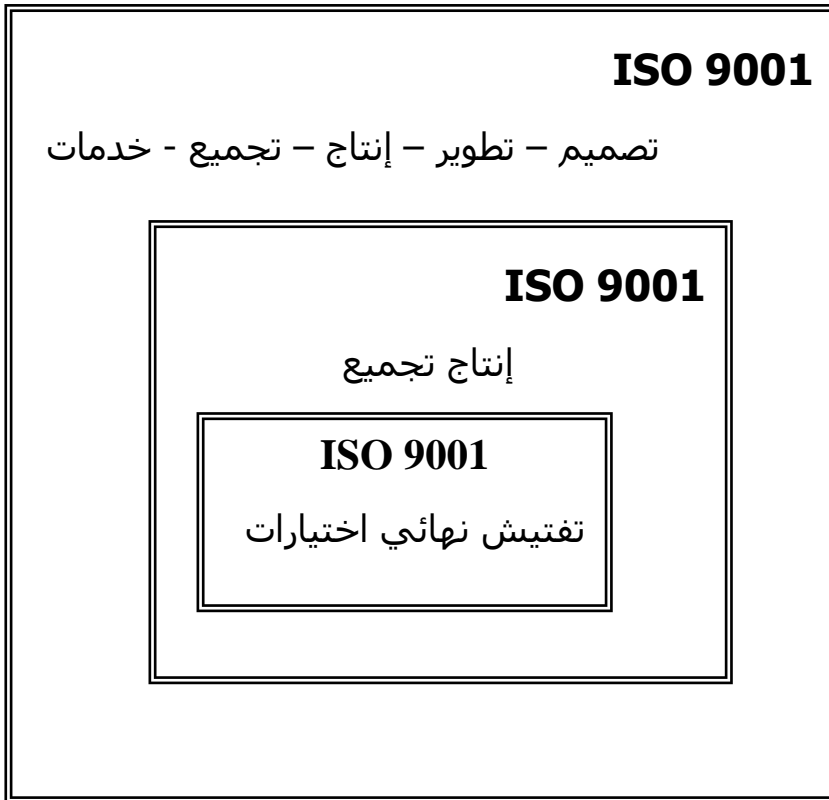 ISO 9001
تصميم – تطوير – إنتاج – تجميع - خدمات
ISO 9001
إنتاج تجميع
ISO 9001
تفتيش نهائي اختيارات